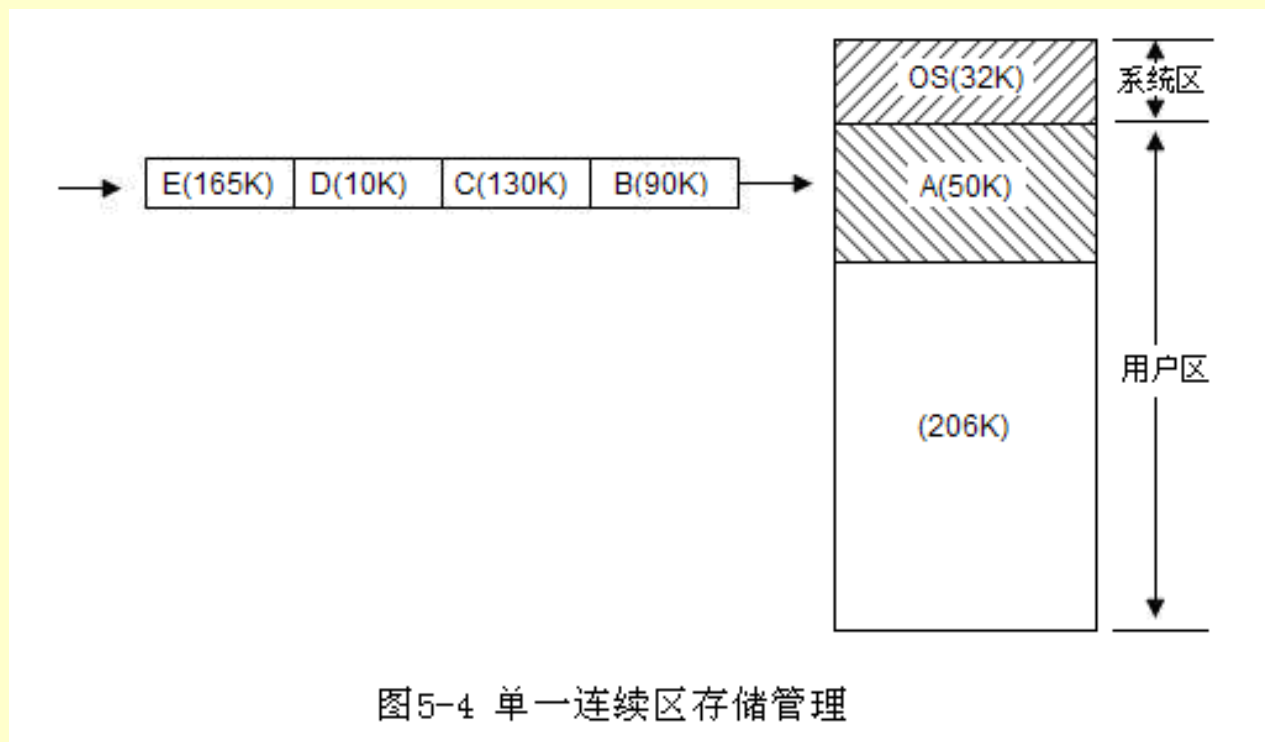 OS(32K)
系统区
E(165K) D(10K) C(130K) B(90K)
A(50K)
用户区
(206K)
图5-4 单一连续区存储管理